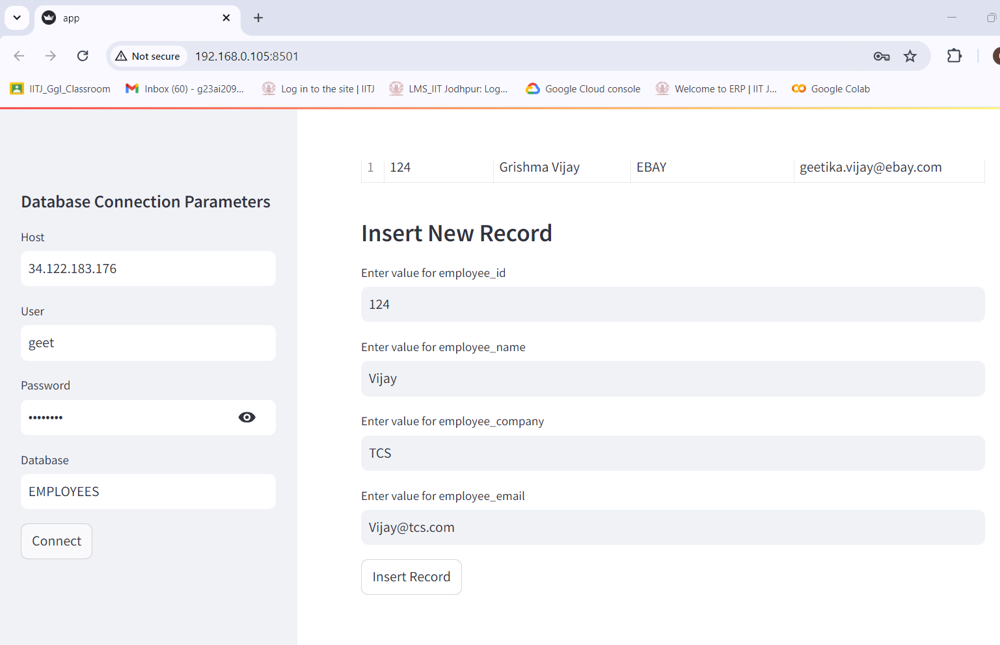 app
Not secure
192.168.0.105:8501
IITJ_Ggl_Classroom
Inbox (60) - g23ai209...
Log in to the site | IITJ
LMS_IIT Jodhpur: Log...
Google Cloud console
Welcome to ERP | IIT J...
Google Colab
Database Connection Parameters
Host
34.122.183.176
User
geet
Password
••••••••
Database
EMPLOYEES
Connect
1 124 Grishma Vijay EBAY geetika.vijay@ebay.com
Insert New Record
Enter value for employee_id
124
Enter value for employee_name
Vijay
Enter value for employee_company
TCS
Enter value for employee_email
Vijay@tcs.com
Insert Record